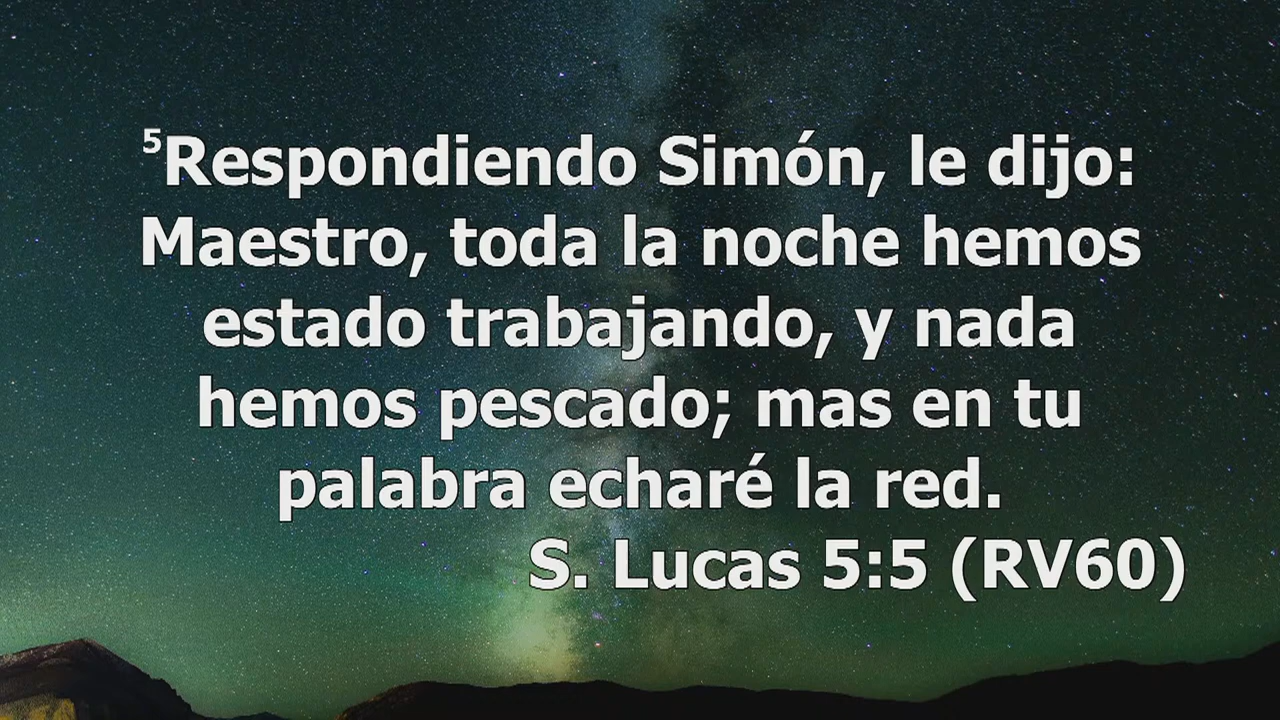 ⁵Respondiendo Simón, le dijo:
Maestro, toda la noche hemos
estado trabajando, y nada
hemos pescado; mas en tu
palabra echaré la red.
S. Lucas 5:5 (RV60)